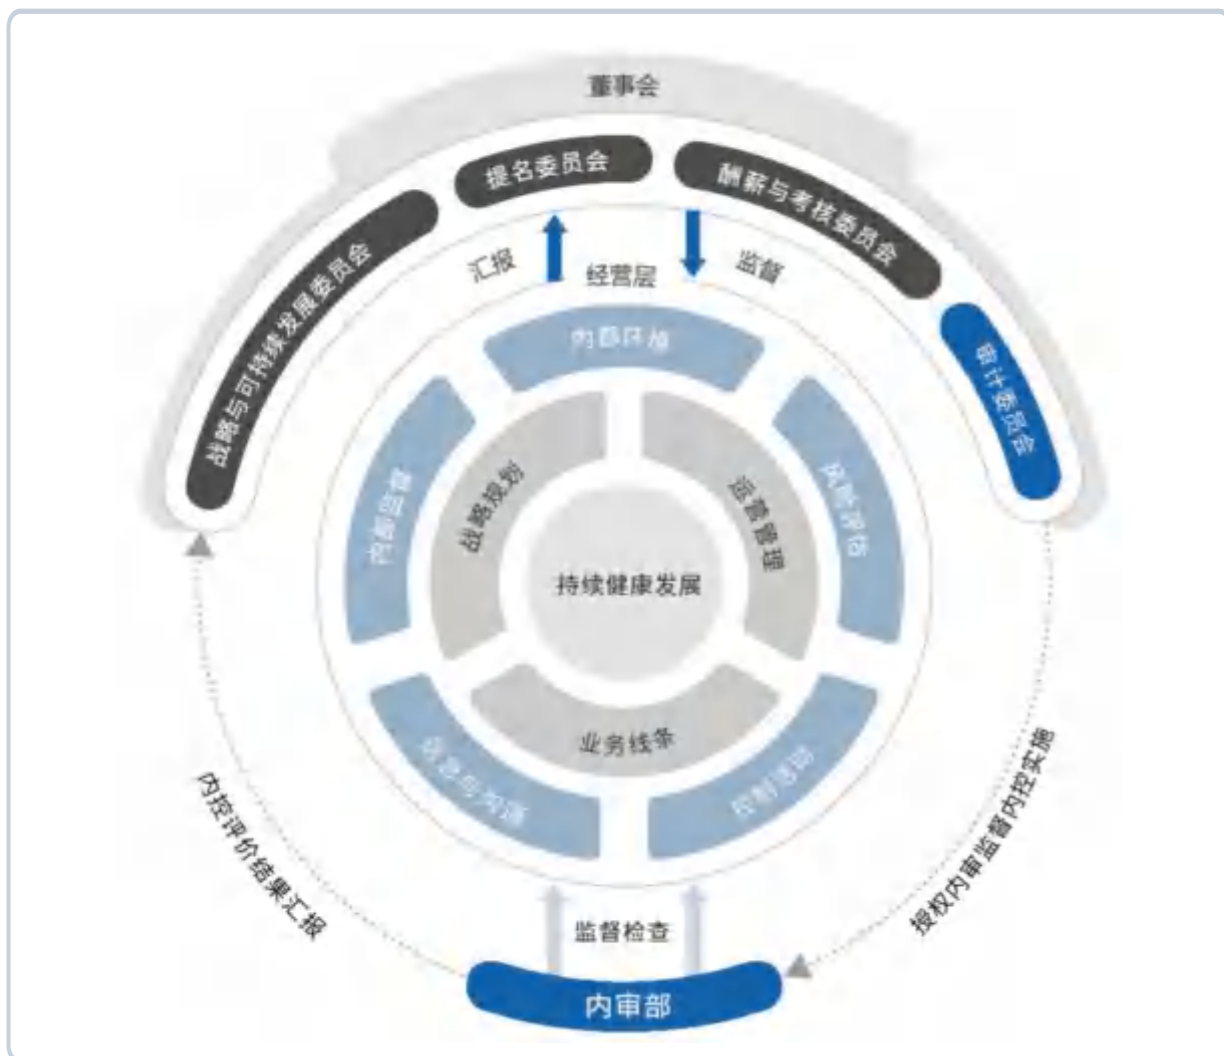 董事会
提名委员会
酬薪与考核委员会
战略与可持续发展委员会
审计委员会
汇报
经营层
监督
内部环境
内部监督
风险评估
战略规划
运营管理
持续健康发展
业务线条
信息与沟通
控制活动
内控评价结果汇报
授权内审监督内控实施
监督检查
内审部